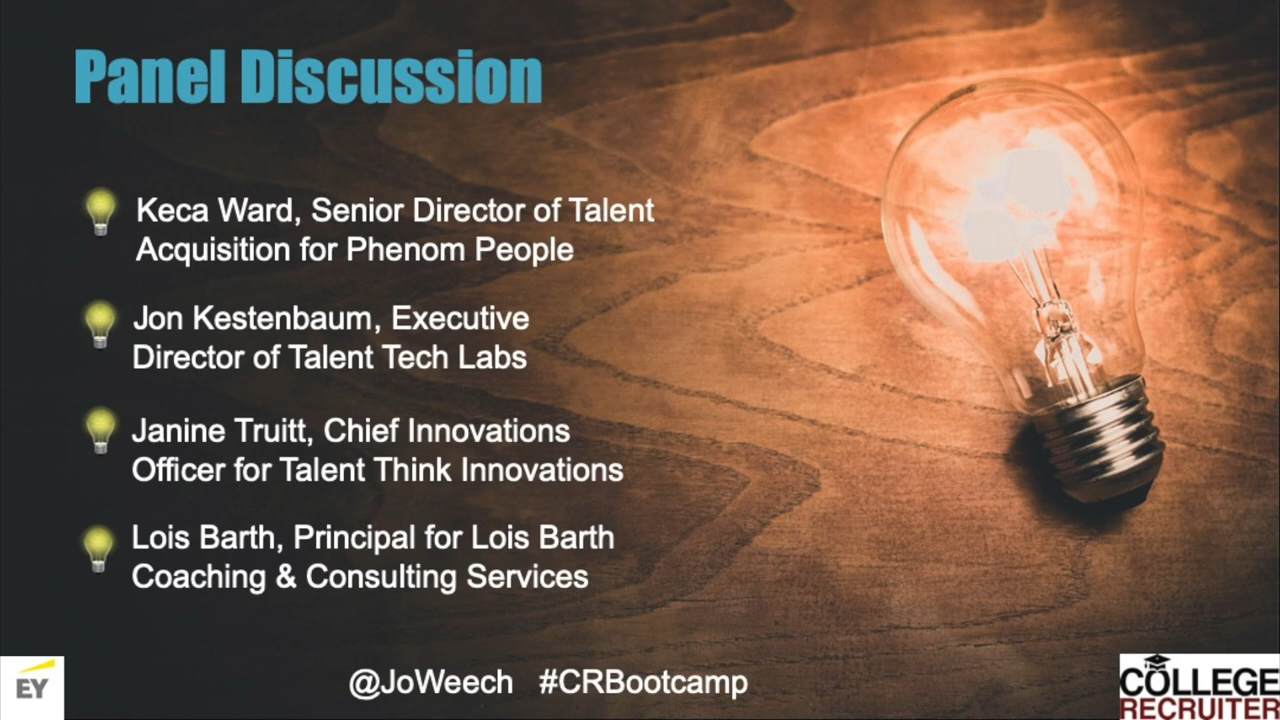 Panel Discussion
Keca Ward, Senior Director of Talent
Acquisition for Phenom People
Jon Kestenbaum, Executive
Director of Talent Tech Labs
Janine Truitt, Chief Innovations
Officer for Talent Think Innovations
Lois Barth, Principal for Lois Barth
Coaching & Consulting Services
EY
@JoWeech #CRBootcamp
COLLEGE
RECRUITER